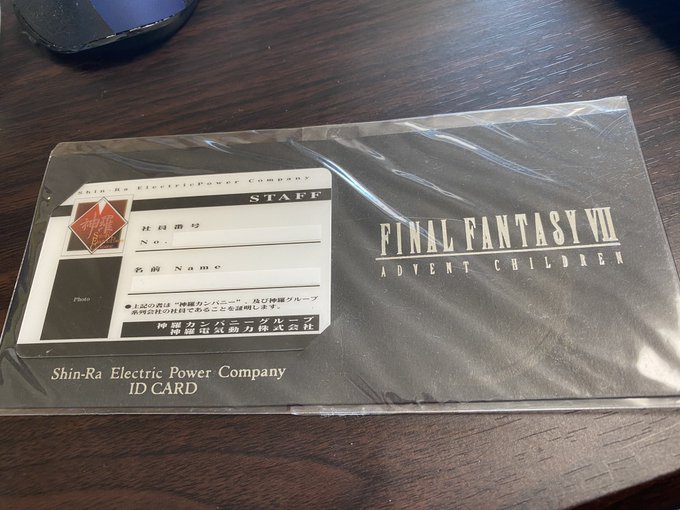 Shin-Ra ElectricPower Company
STAFF
神羅
社員番号
No.
名前 Name
Photo
●上記の者は“神羅カンパニー”、及び神羅グループ
系列会社の社員であることを証明します。
神羅カンパニーグループ
神羅電気動力株式会社
Shin-Ra Electric Power Company
ID CARD
FINAL FANTASY VII
ADVENT CHILDREN